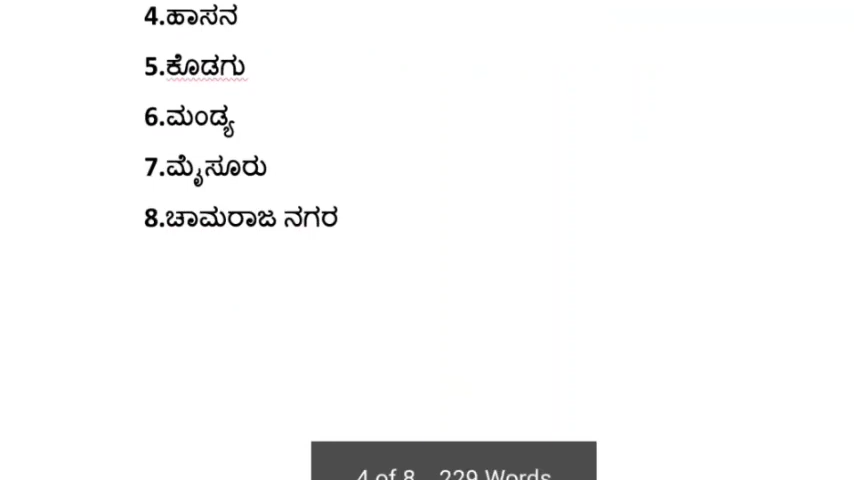 4.ಹಾಸನ
5.ಕೊಡಗು
6.ಮಂಡ್ಯ
7.ಮೈಸೂರು
8.ಚಾಮರಾಜ ನಗರ
4 of 8 229 Words